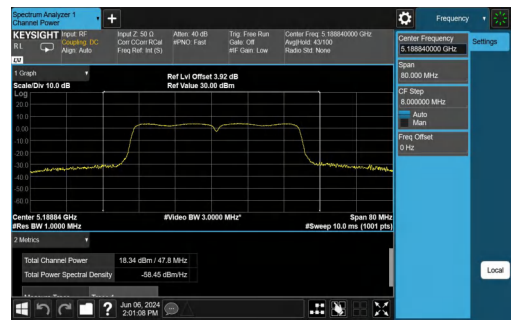 Spectrum Analyzer 1
Channel Power
Frequency
KEYSIGHT
RL
Input: RF
Coupling: DC
Align: Auto
Input Z: 50 Ω
Corr CCorr RCal
Freq Ref: Int (S)
Atten: 40 dB
#PNO: Fast
Trig: Free Run
Gate: Off
#IF Gain: Low
Center Freq: 5.188840000 GHz
Avg|Hold: 43/100
Radio Std: None
Center Frequency
5.188840000 GHz
Settings
Span
80.000 MHz
CF Step
8.000000 MHz
Auto
Man
Freq Offset
0 Hz
Local
1 Graph
Scale/Div 10.0 dB
Ref Lvl Offset 3.92 dB
Ref Value 30.00 dBm
Log
20.0
10.0
0.00
-10.0
-20.0
-30.0
-40.0
-50.0
-60.0
Center 5.18884 GHz
#Res BW 1.0000 MHz
#Video BW 3.0000 MHz*
Span 80 MHz
#Sweep 10.0 ms (1001 pts)
2 Metrics
Total Channel Power 18.34 dBm / 47.8 MHz
Total Power Spectral Density -58.45 dBm/Hz
Jun 06, 2024
2:01:08 PM